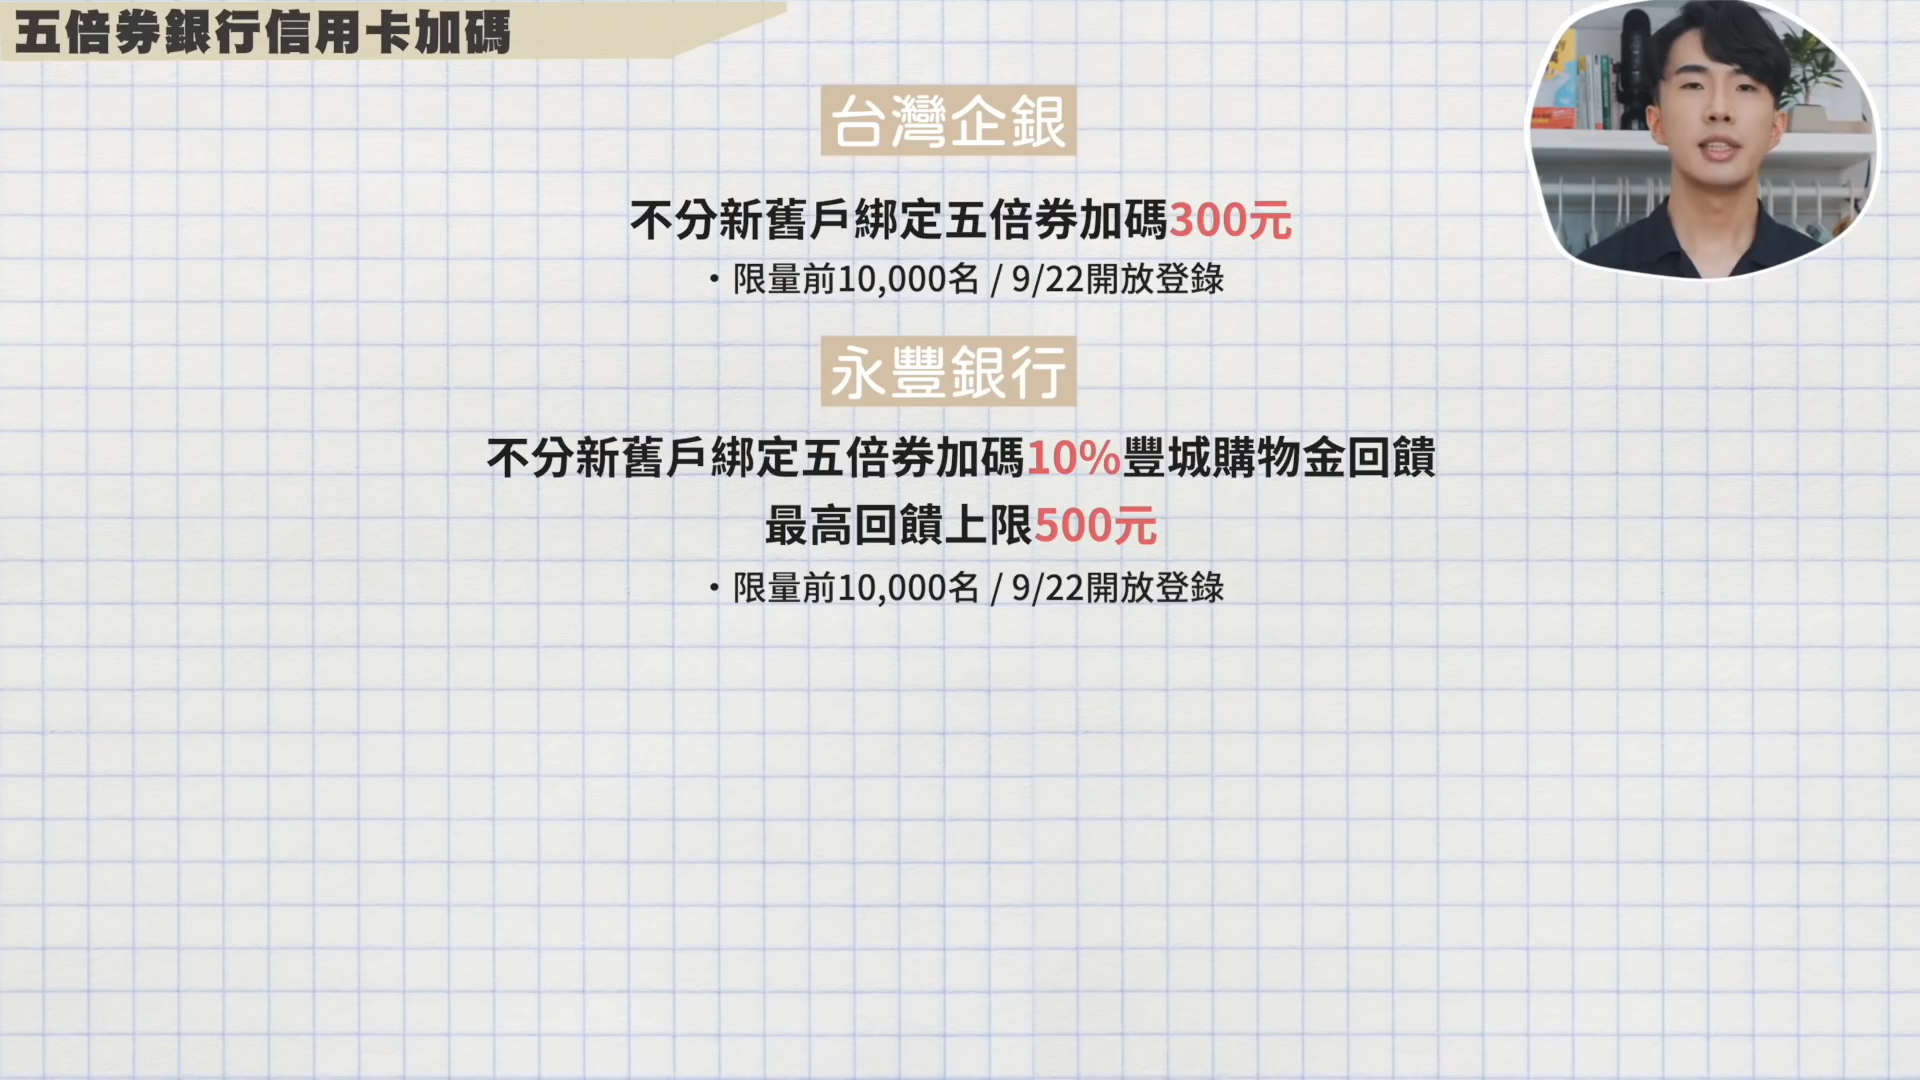 五倍券銀行信用卡加碼
台灣企銀
不分新舊戶綁定五倍券加碼300元
・限量前10,000名 / 9/22開放登錄
永豐銀行
不分新舊戶綁定五倍券加碼10%豐城購物金回饋
最高回饋上限500元
・限量前10,000名 / 9/22開放登錄